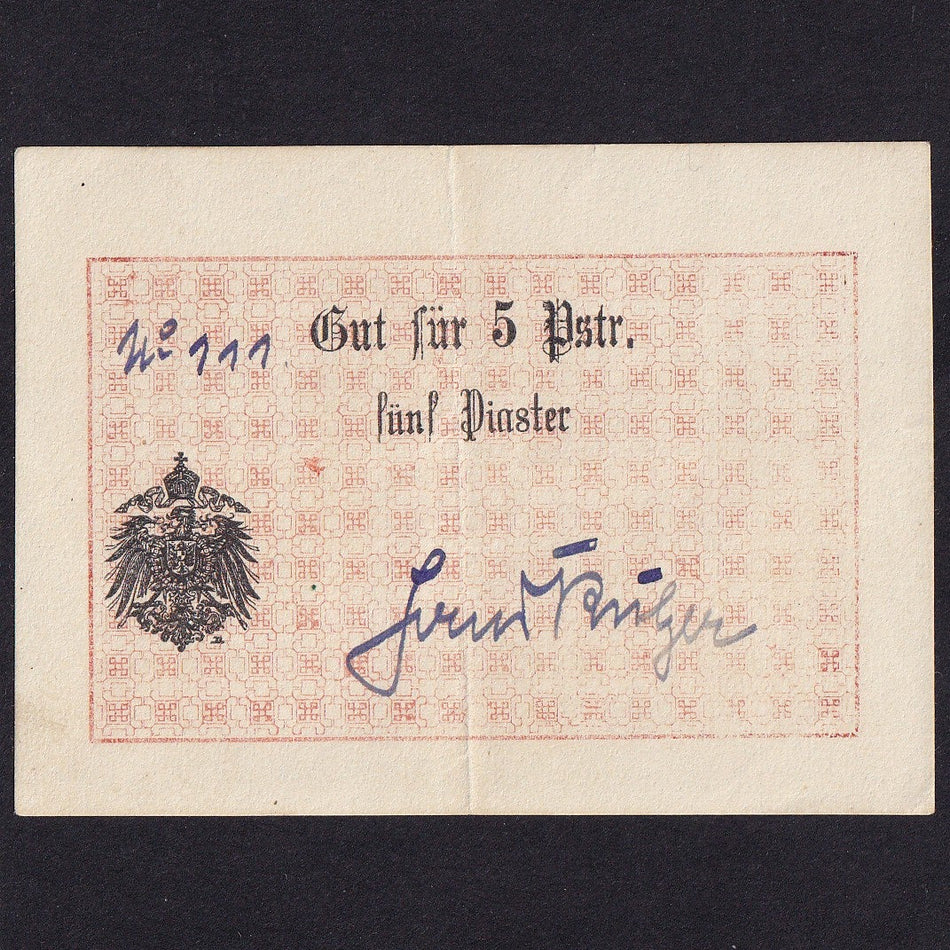 Gut für 5 Pstr.
No 111.
fünf Piaster